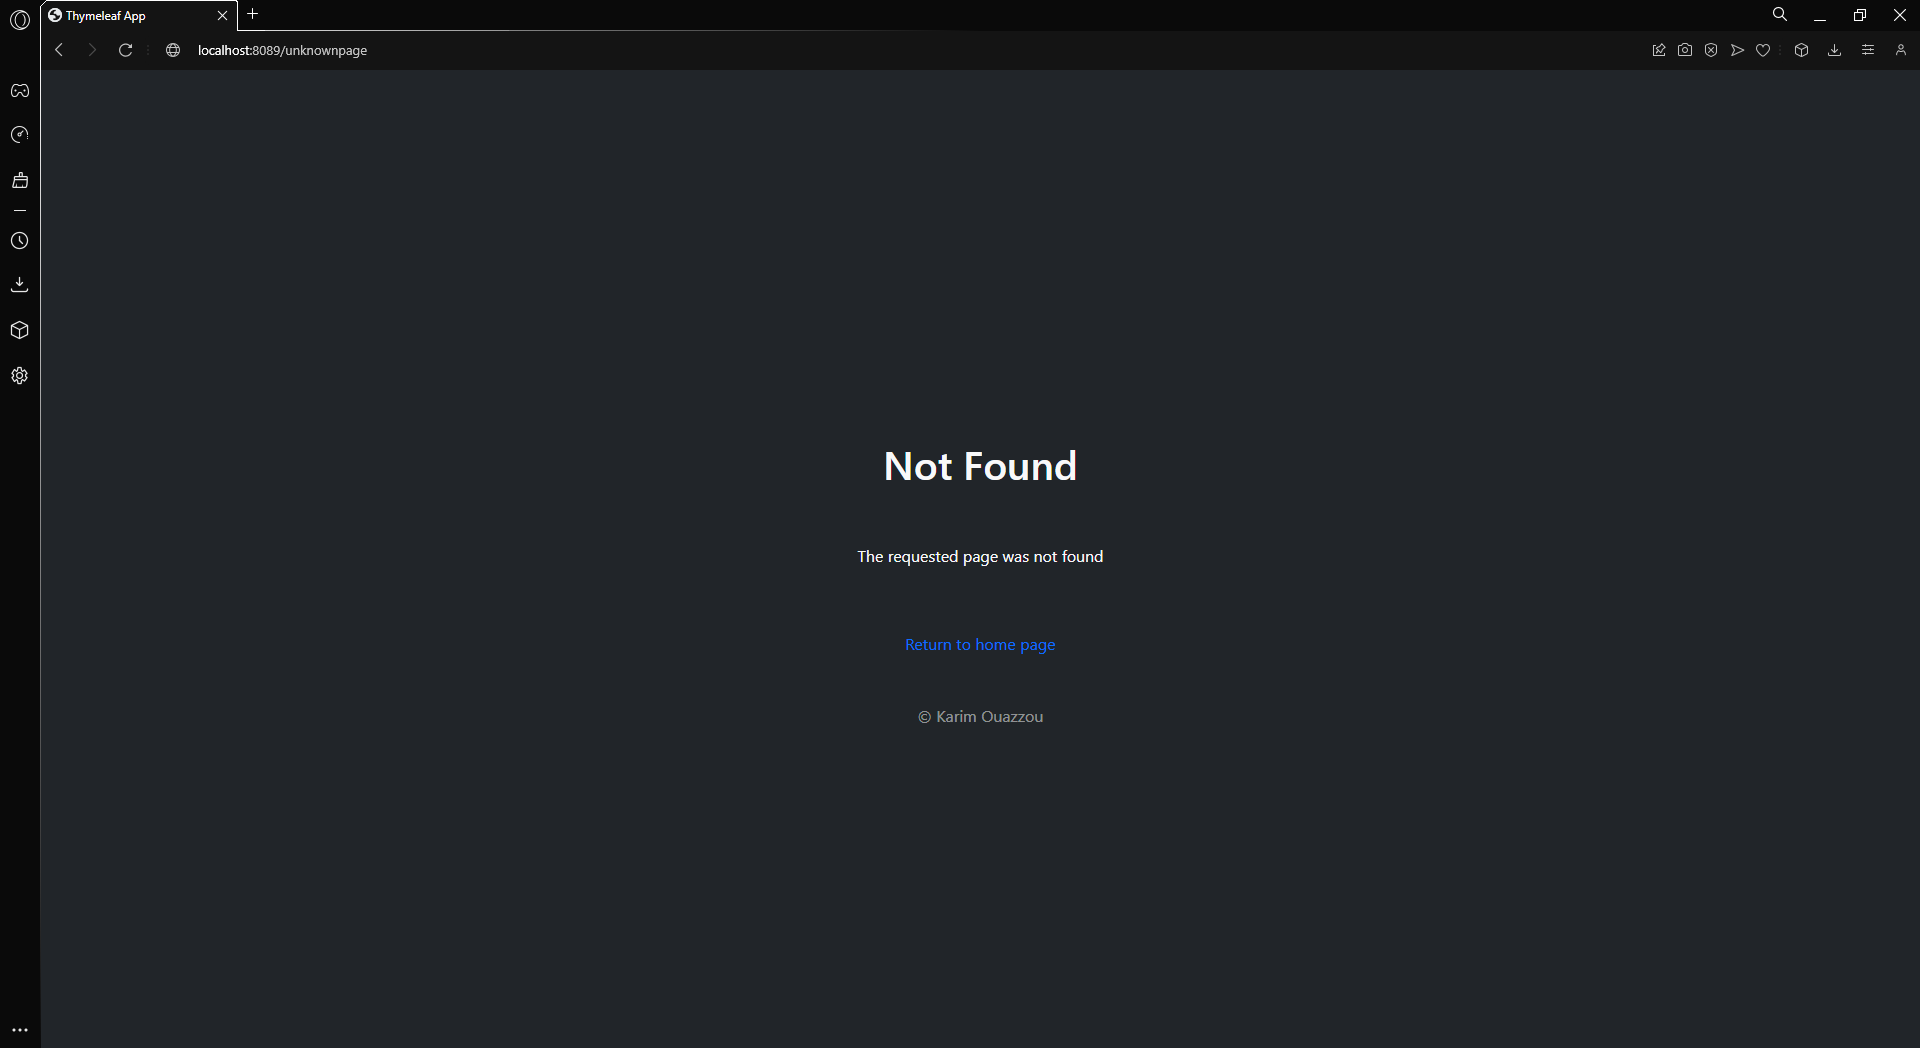 Thymeleaf App
localhost:8089/unknownpage
Not Found
The requested page was not found
Return to home page
© Karim Ouazzou